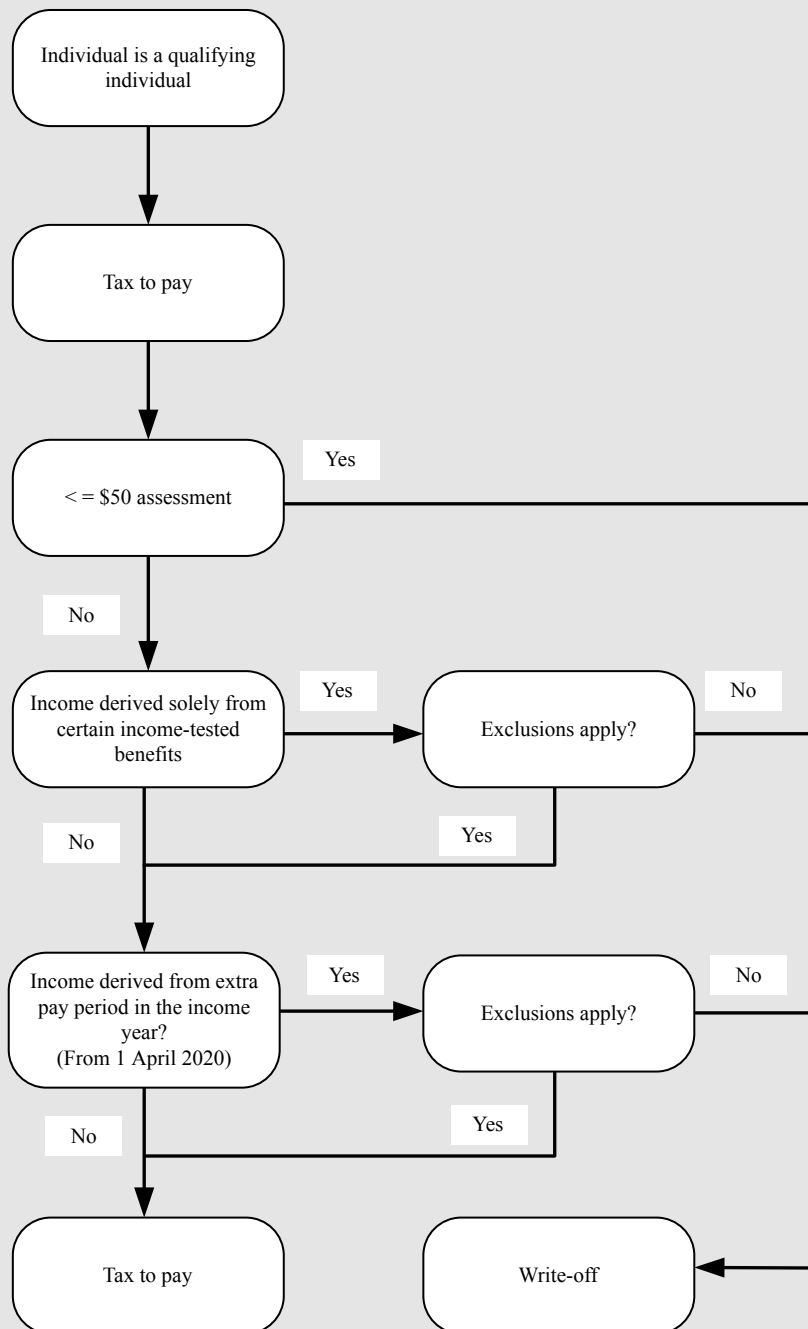 Individual is a qualifying
individual
Tax to pay
Yes
< = $50 assessment
No
Income derived solely from
certain income-tested
benefits
Yes
Exclusions apply?
No
No
Yes
Income derived from extra
pay period in the income
year?
(From 1 April 2020)
Yes
Exclusions apply?
No
No
Yes
Tax to pay
Write-off